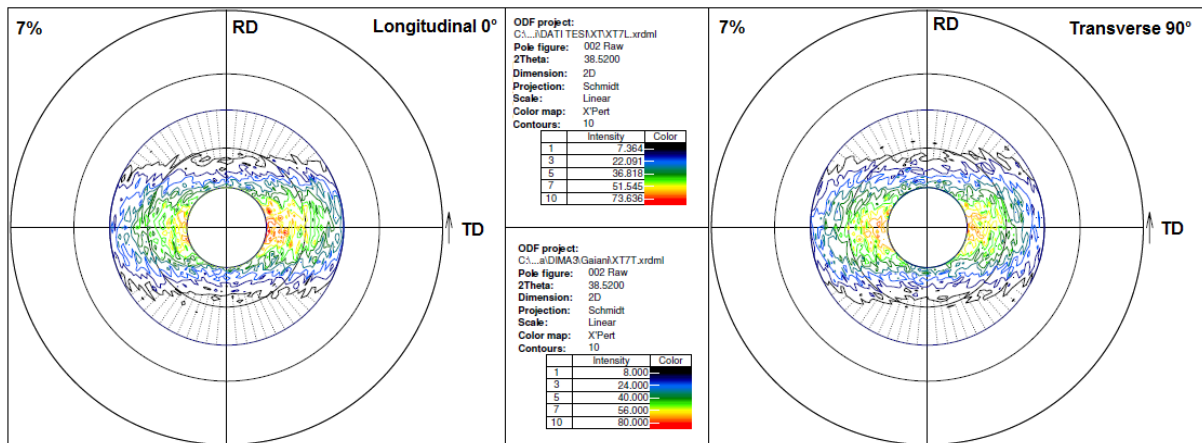 7%
RD
Longitudinal 0°
TD
ODF project:
C:\...i\DATI TESI\XT\XT7L.xrdml
Pole figure: 002 Raw
2Theta: 38.5200
Dimension: 2D
Projection: Schmidt
Scale: Linear
Color map: X'Pert
Contours: 10
Intensity Color
1 7.364
3 22.091
5 36.818
7 51.545
10 73.636
ODF project:
C:\...a\DIMA3\Gaiani\XT7T.xrdml
Pole figure: 002 Raw
2Theta: 38.5200
Dimension: 2D
Projection: Schmidt
Scale: Linear
Color map: X'Pert
Contours: 10
Intensity Color
1 8.000
3 24.000
5 40.000
7 56.000
10 80.000
7%
RD
Transverse 90°
TD